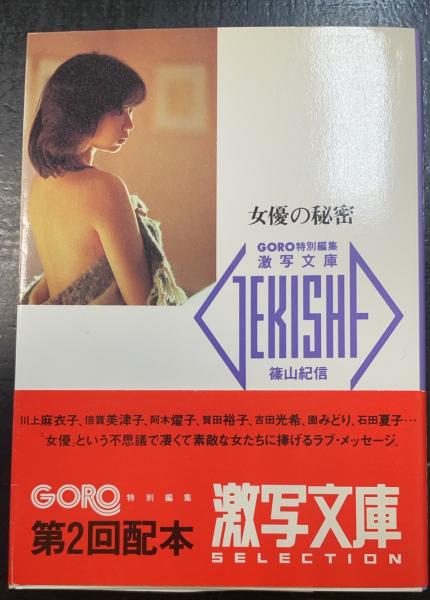 女優の秘密
GORO特別編集
激写文庫
GEKISHA
篠山紀信
川上麻衣子、倍賞美津子、阿木燿子、賀田裕子、吉田光希、園みどり、石田夏子…
〝女優〟という不思議で凄くて素敵な女たちに捧げるラブ・メッセージ。
GORO特別編集
第2回配本
激写文庫
SELECTION